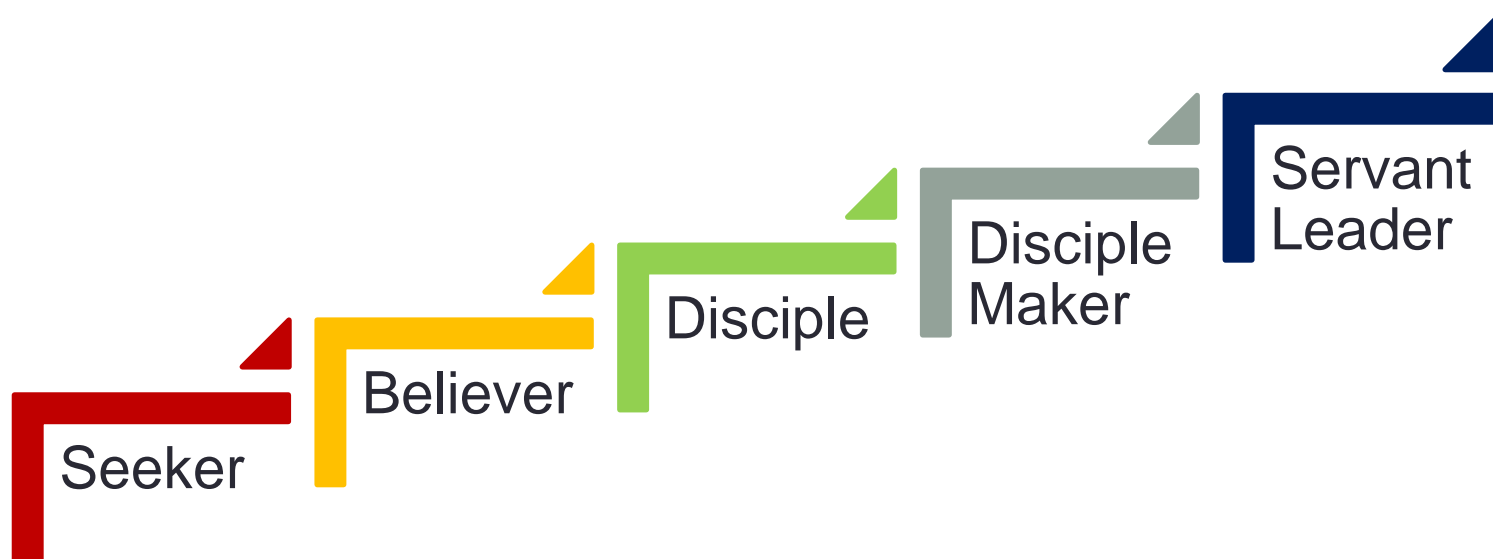 Seeker
Believer
Disciple
Disciple
Maker
Servant
Leader